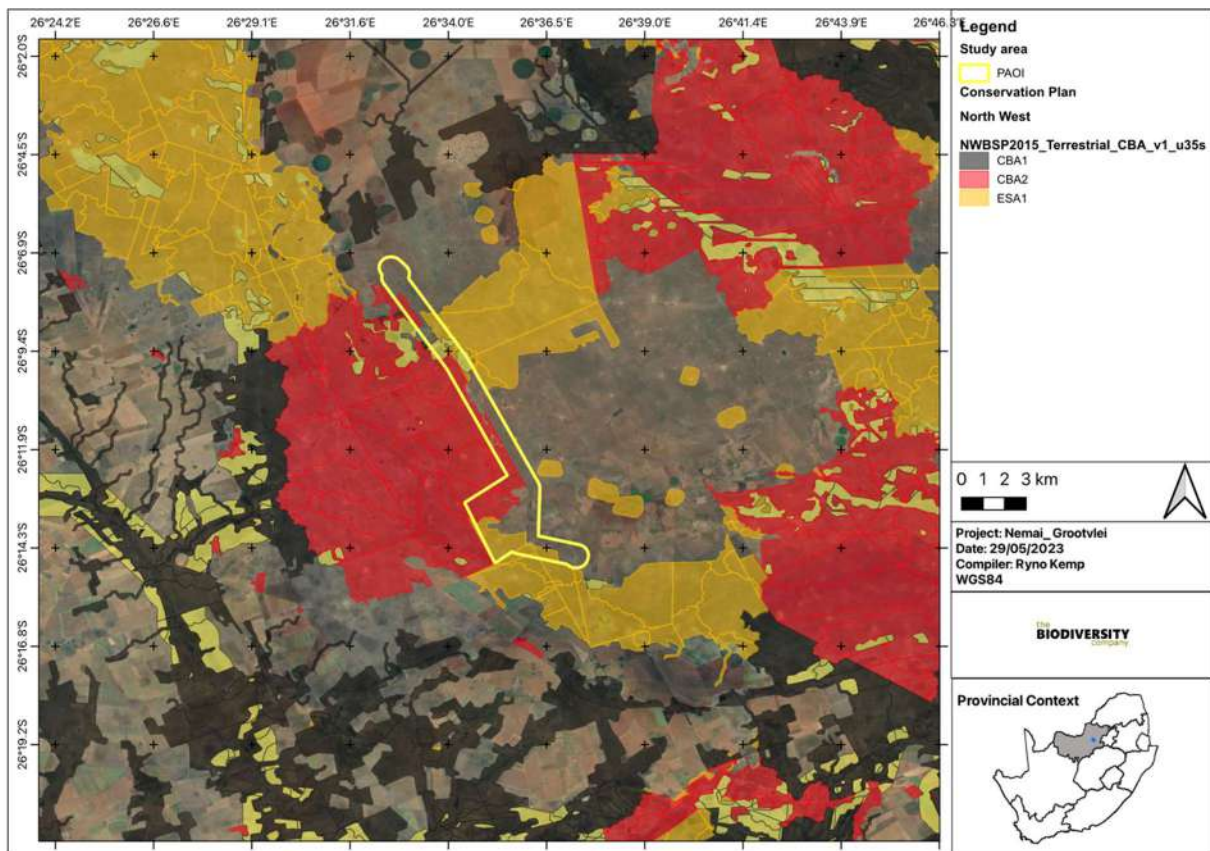 26°24.2'E 26°26.6'E 26°29.1'E 26°31.6'E 26°34.0'E 26°36.5'E 26°39.0'E 26°41.4'E 26°43.9'E 26°46.3'E
26°2.0'S
26°4.5'S
26°6.9'S
26°9.4'S
26°11.9'S
26°14.3'S
26°16.8'S
26°19.2'S
Legend
Study area
PAOI
Conservation Plan
North West
NWBSP2015_Terrestrial_CBA_v1_u35s
CBA1
CBA2
ESA1
0 1 2 3 km
Project: Nemai_ Grootvlei
Date: 29/05/2023
Compiler: Ryno Kemp
WGS84
the
BIODIVERSITY
company
Provincial Context